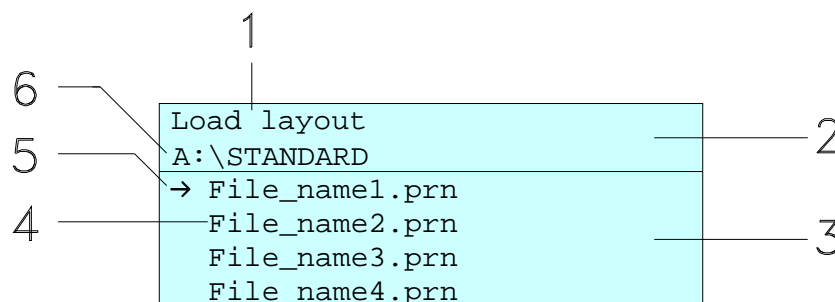 1
6
Load layout
2
A:\STANDARD
5
→ File_name1.prn
4
File_name2.prn
3
File_name3.prn
File_name4.prn